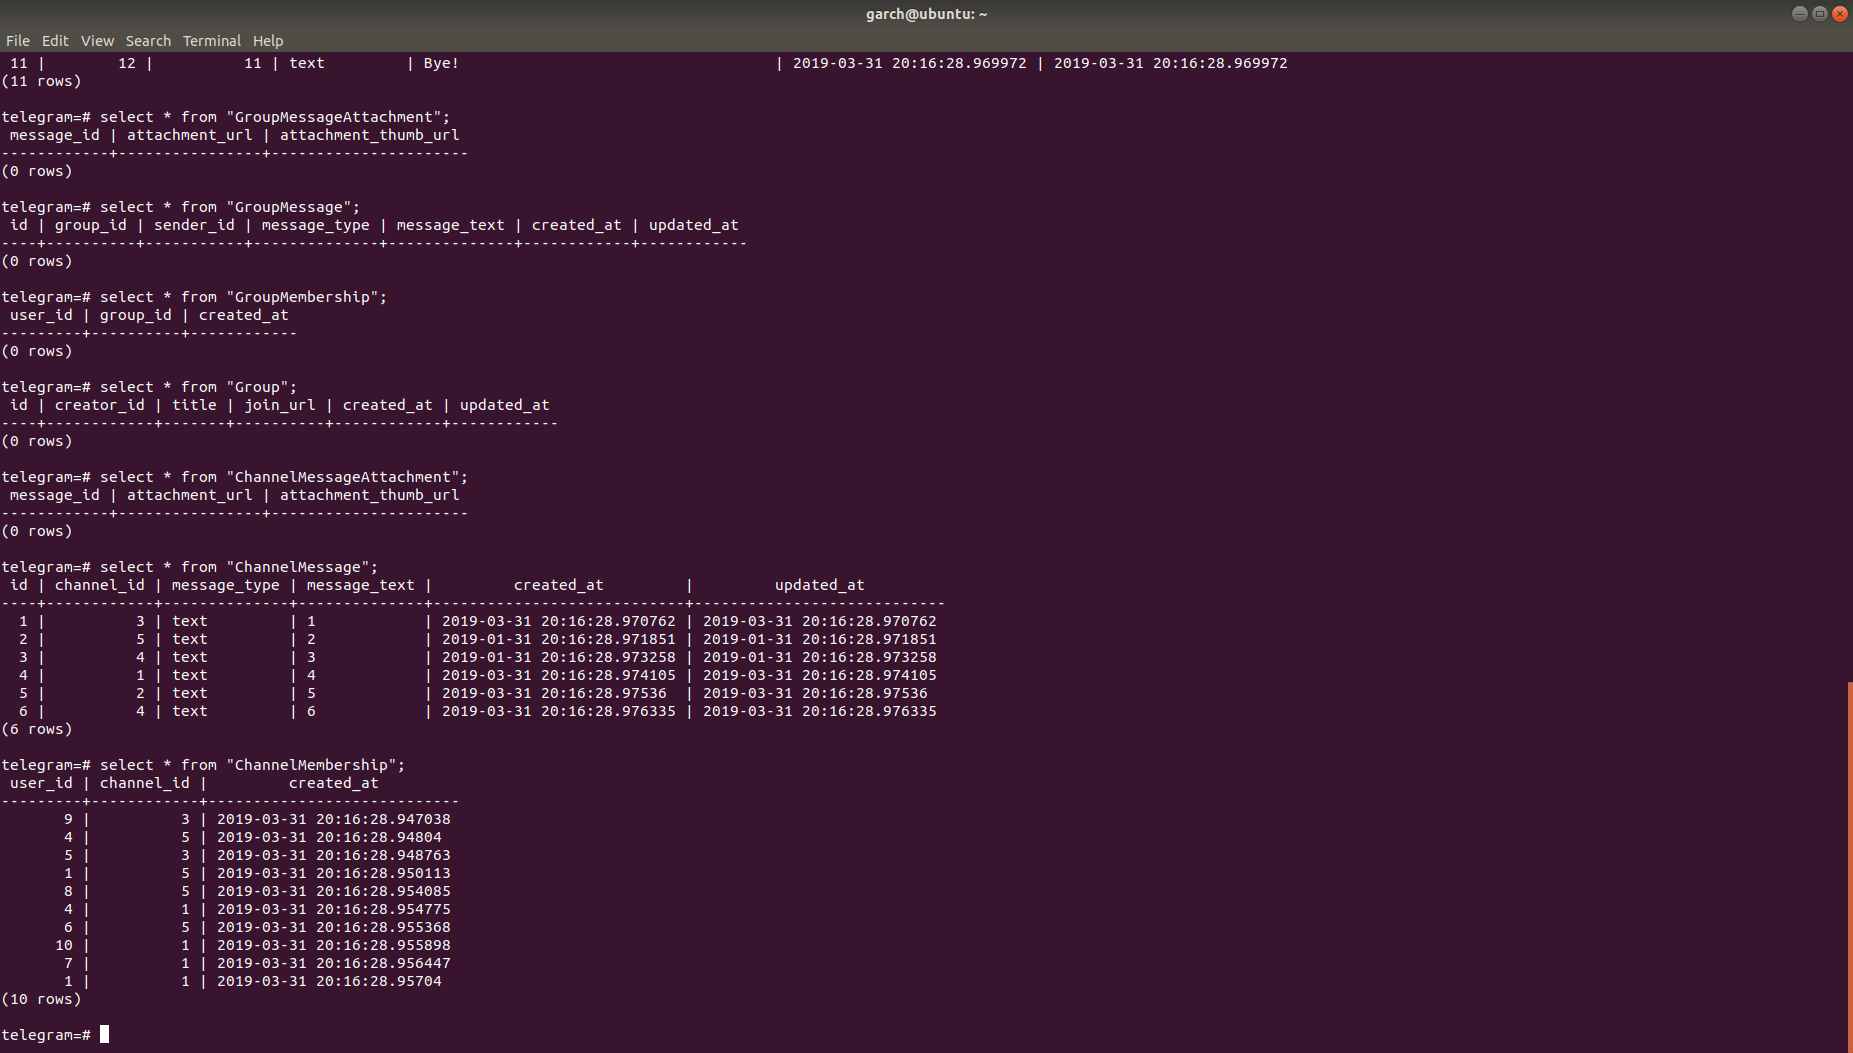 garch@ubuntu: ~
File Edit View Search Terminal Help
 11 |        12 |          11 | text         | Bye!                                   | 2019-03-31 20:16:28.969972 | 2019-03-31 20:16:28.969972
(11 rows)

telegram=# select * from "GroupMessageAttachment";
 message_id | attachment_url | attachment_thumb_url
------------+----------------+----------------------
(0 rows)

telegram=# select * from "GroupMessage";
 id | group_id | sender_id | message_type | message_text | created_at | updated_at
----+----------+-----------+--------------+--------------+------------+------------
(0 rows)

telegram=# select * from "GroupMembership";
 user_id | group_id | created_at
---------+----------+------------
(0 rows)

telegram=# select * from "Group";
 id | creator_id | title | join_url | created_at | updated_at
----+------------+-------+----------+------------+------------
(0 rows)

telegram=# select * from "ChannelMessageAttachment";
 message_id | attachment_url | attachment_thumb_url
------------+----------------+----------------------
(0 rows)

telegram=# select * from "ChannelMessage";
 id | channel_id | message_type | message_text |         created_at         |         updated_at
----+------------+--------------+--------------+----------------------------+----------------------------
  1 |          3 | text         | 1            | 2019-03-31 20:16:28.970762 | 2019-03-31 20:16:28.970762
  2 |          5 | text         | 2            | 2019-01-31 20:16:28.971851 | 2019-01-31 20:16:28.971851
  3 |          4 | text         | 3            | 2019-01-31 20:16:28.973258 | 2019-01-31 20:16:28.973258
  4 |          1 | text         | 4            | 2019-03-31 20:16:28.974105 | 2019-03-31 20:16:28.974105
  5 |          2 | text         | 5            | 2019-03-31 20:16:28.97536  | 2019-03-31 20:16:28.97536
  6 |          4 | text         | 6            | 2019-03-31 20:16:28.976335 | 2019-03-31 20:16:28.976335
(6 rows)

telegram=# select * from "ChannelMembership";
 user_id | channel_id |         created_at
---------+------------+----------------------------
       9 |          3 | 2019-03-31 20:16:28.947038
       4 |          5 | 2019-03-31 20:16:28.94804
       5 |          3 | 2019-03-31 20:16:28.948763
       1 |          5 | 2019-03-31 20:16:28.950113
       8 |          5 | 2019-03-31 20:16:28.954085
       4 |          1 | 2019-03-31 20:16:28.954775
       6 |          5 | 2019-03-31 20:16:28.955368
      10 |          1 | 2019-03-31 20:16:28.955898
       7 |          1 | 2019-03-31 20:16:28.956447
       1 |          1 | 2019-03-31 20:16:28.95704
(10 rows)

telegram=#